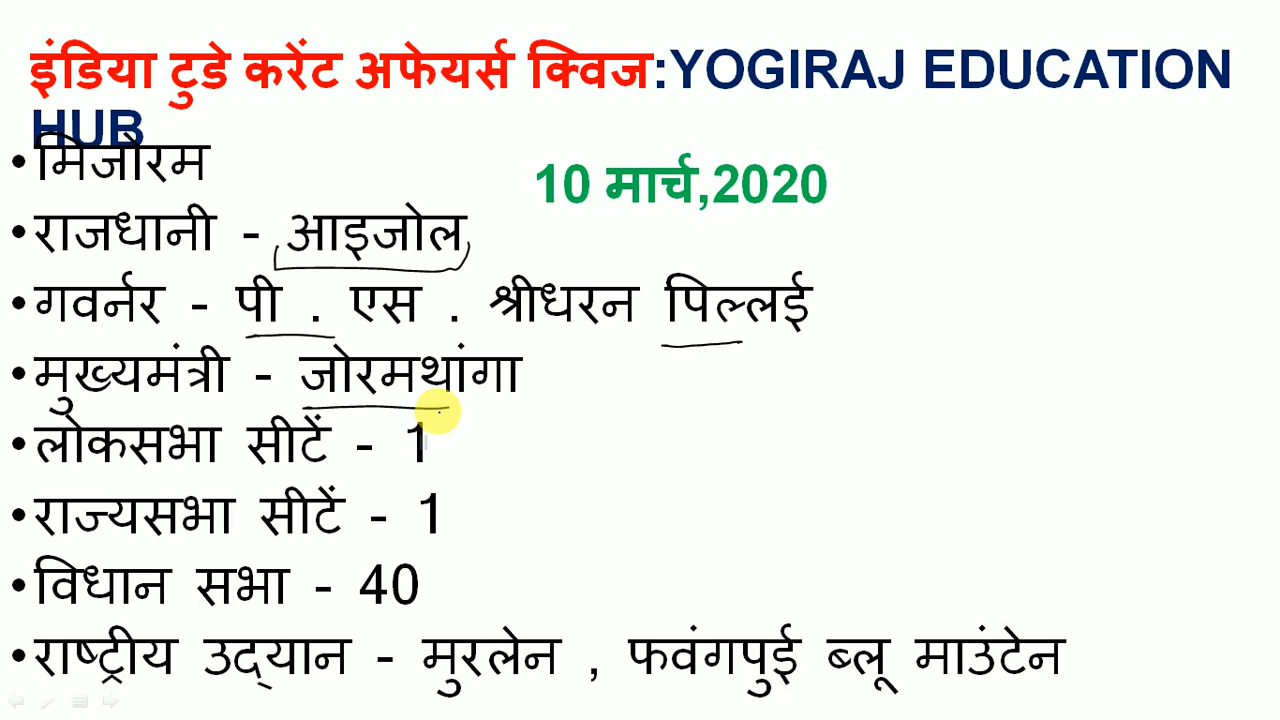 इंडिया टुडे करेंट अफेयर्स क्विज:YOGIRAJ EDUCATION
HUB
•मिजोरम
10 मार्च,2020
•राजधानी - आइजोल
•गवर्नर - पी . एस . श्रीधरन पिल्लई
•मुख्यमंत्री - जोरमथांगा
•लोकसभा सीटें - 1
•राज्यसभा सीटें - 1
•विधान सभा - 40
•राष्ट्रीय उद्यान - मुरलेन , फवंगपुई ब्लू माउंटेन